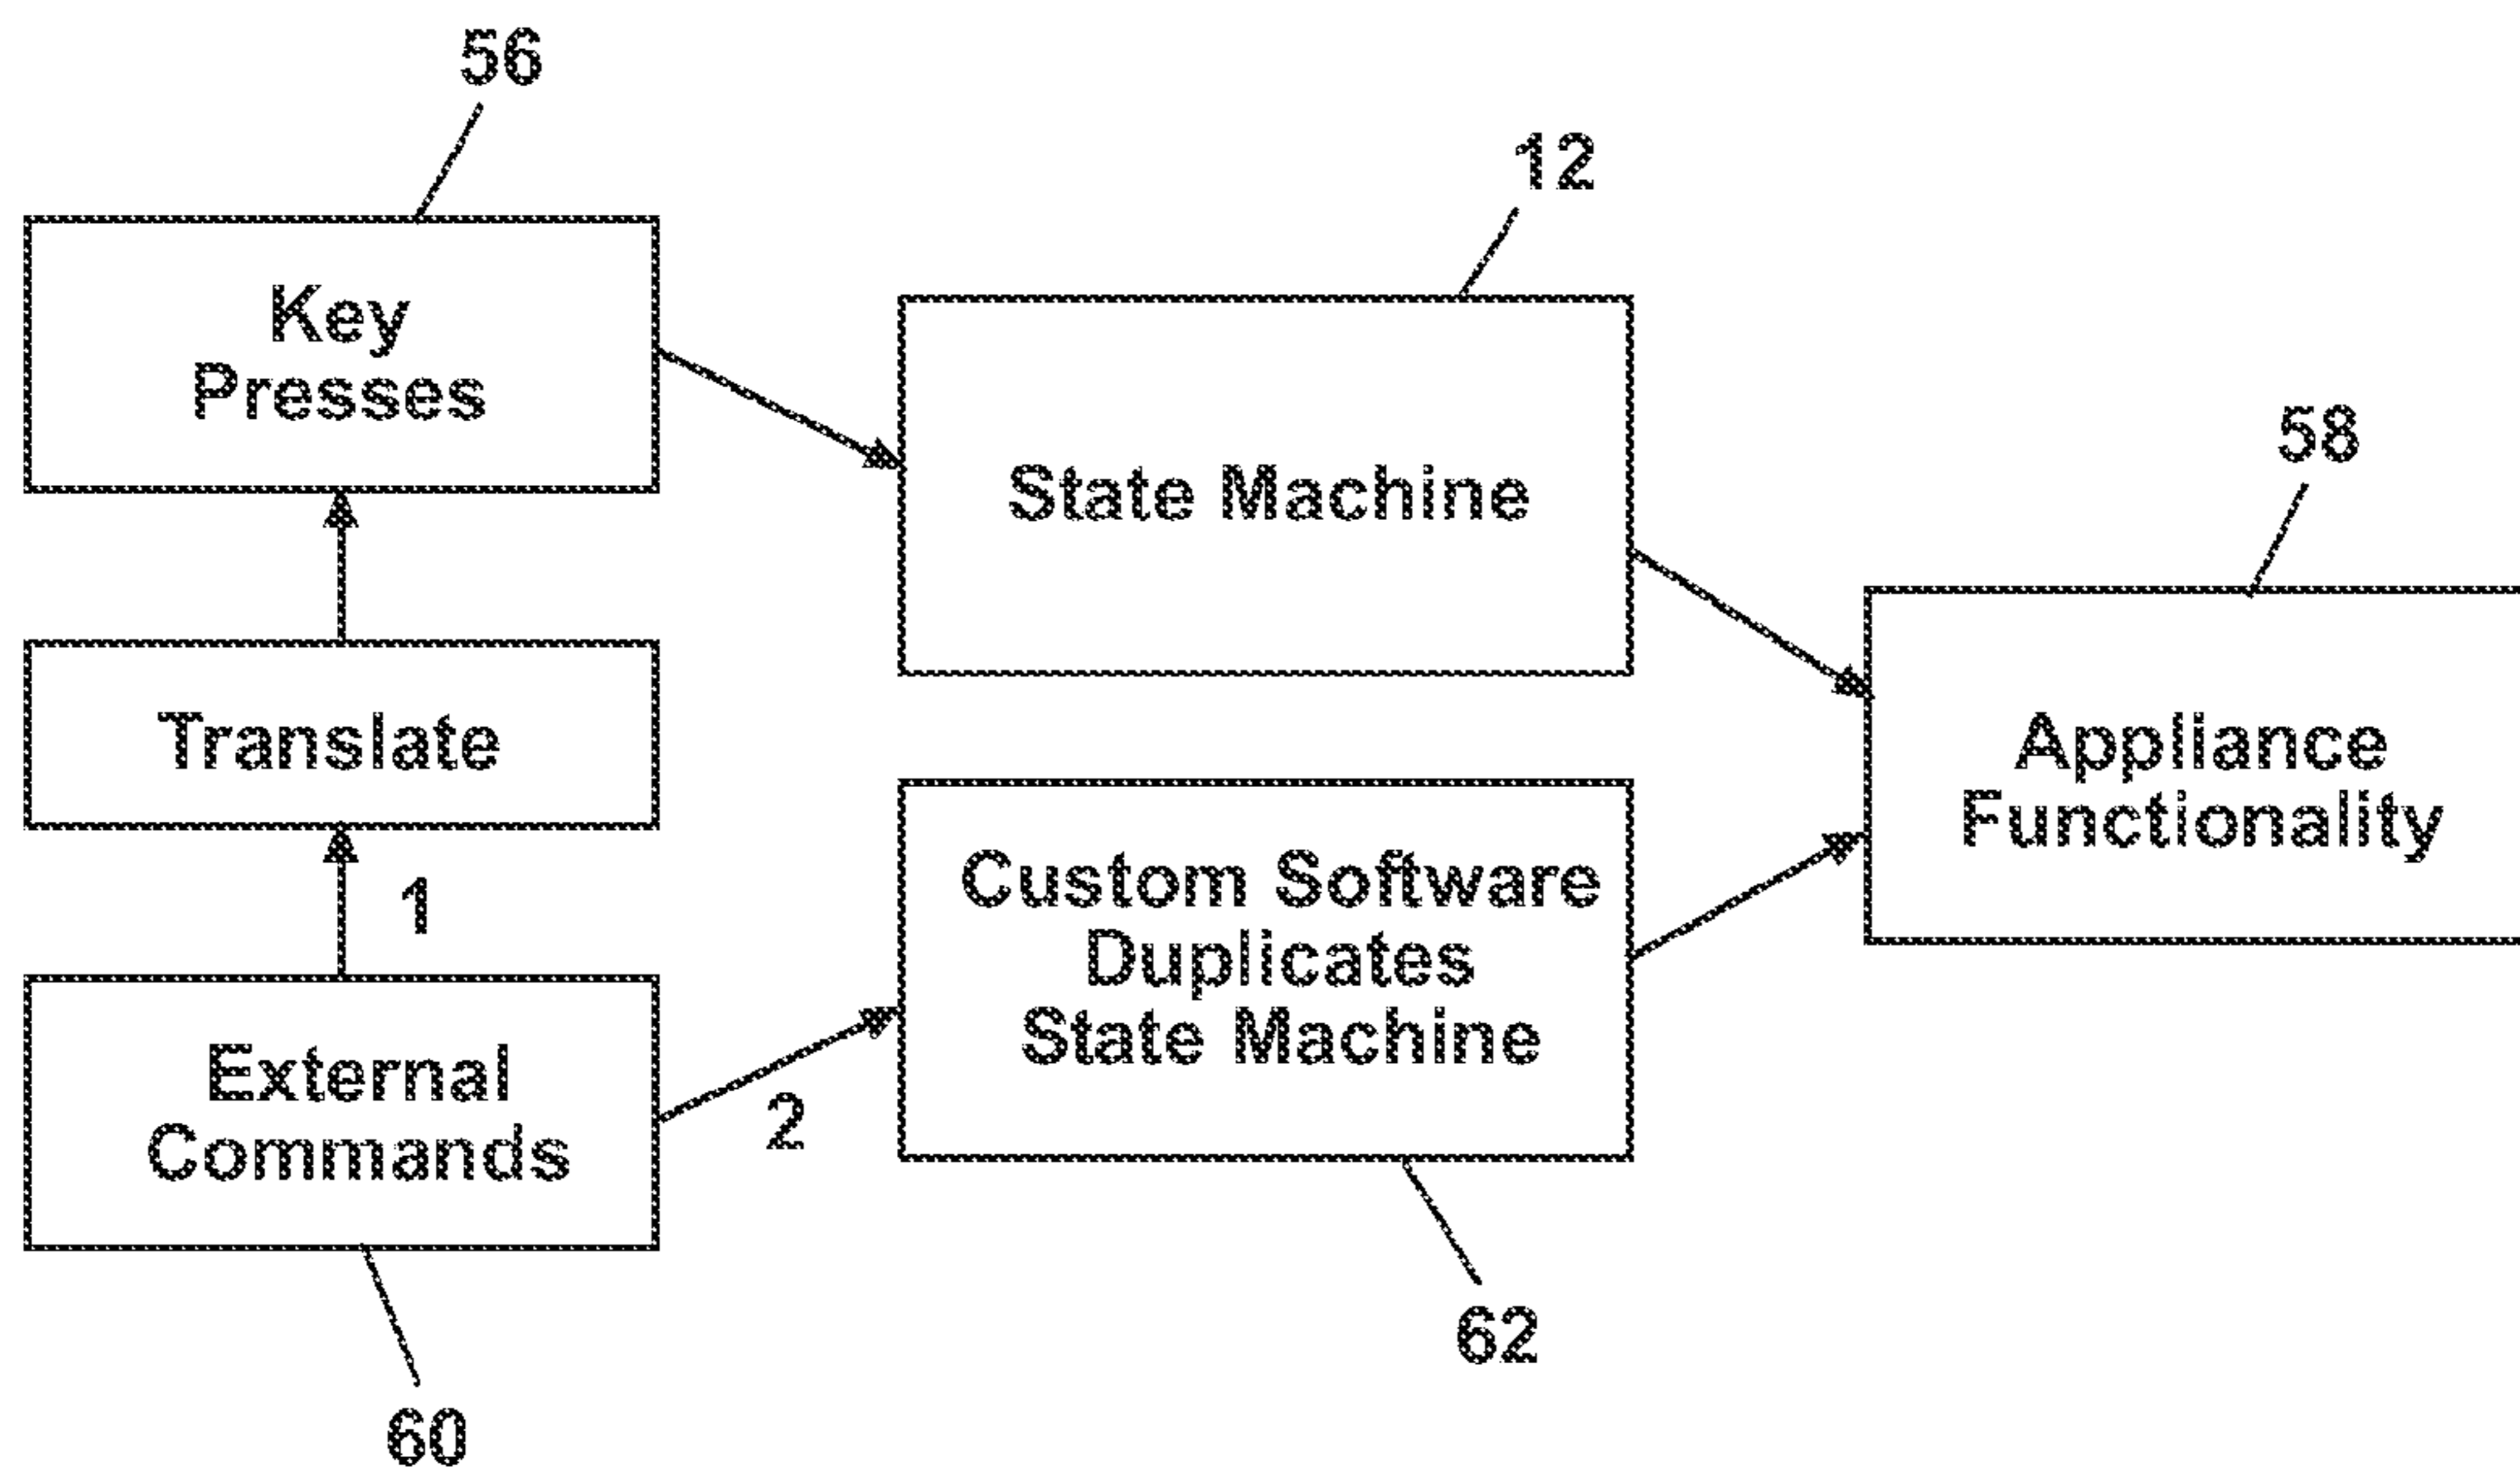 56
12
Key
Presses
58
State Machine
Translate
Appliance
Functionality
1
Custom Software
Duplicates
State Machine
External
Commands
2
62
60